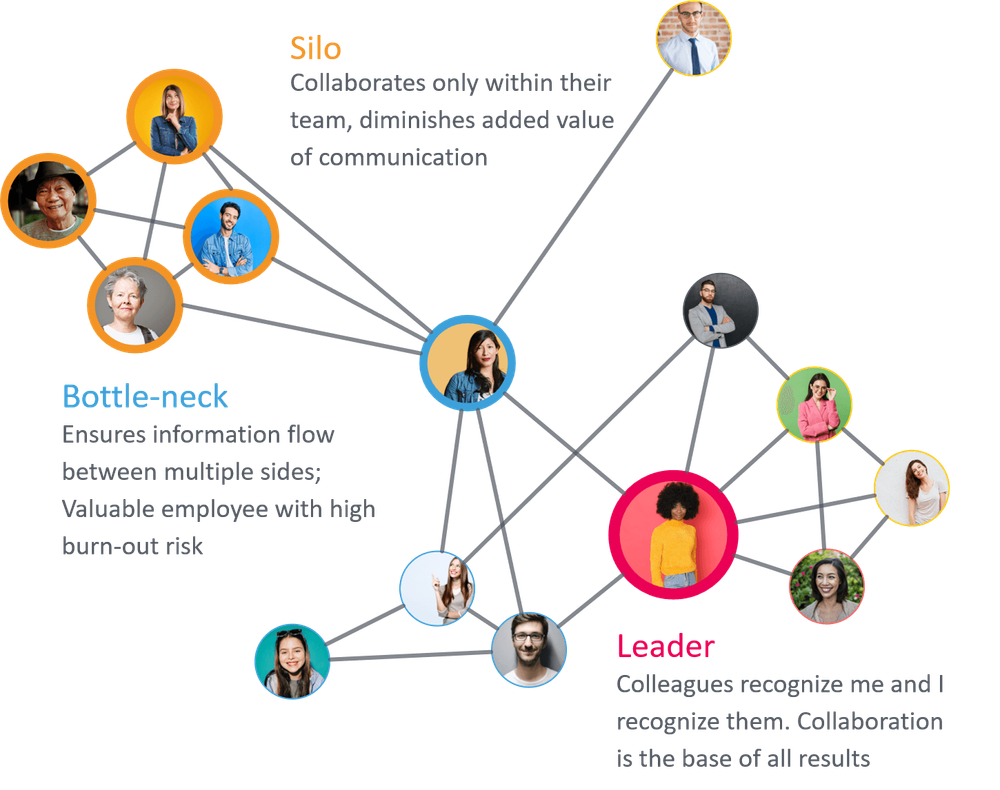 Silo
Collaborates only within their
team, diminishes added value
of communication
Bottle-neck
Ensures information flow
between multiple sides;
Valuable employee with high
burn-out risk
Leader
Colleagues recognize me and I
recognize them. Collaboration
is the base of all results